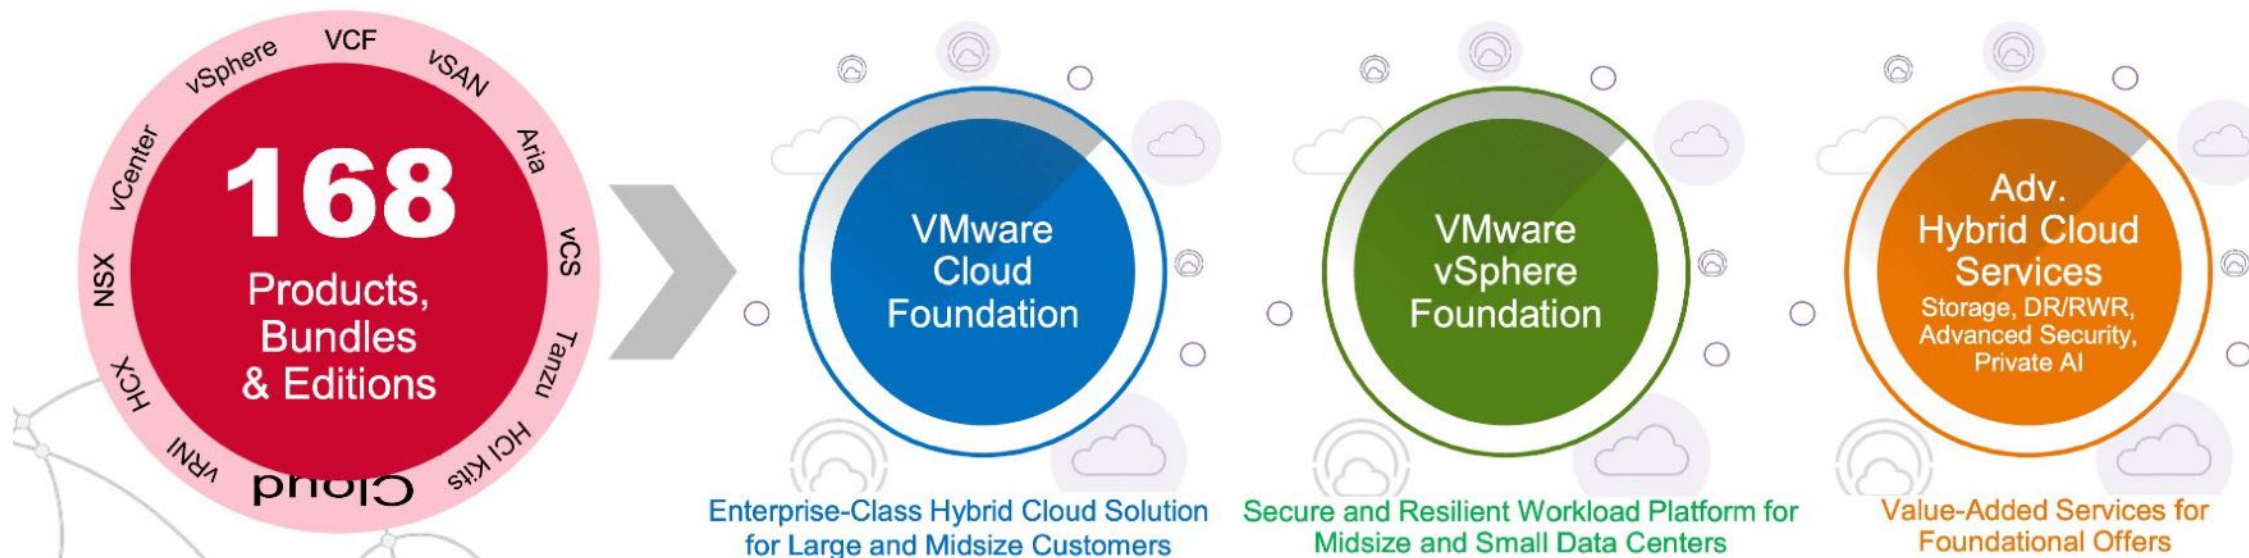 VCF
vSAN
Aria
vCS
Tanzu
HCI Kits
Cloud
vRNI
HCX
NSX
vCenter
vSphere
168
Products,
Bundles
& Editions
VMware
Cloud
Foundation
Enterprise-Class Hybrid Cloud Solution
for Large and Midsize Customers
VMware
vSphere
Foundation
Secure and Resilient Workload Platform for
Midsize and Small Data Centers
Adv.
Hybrid Cloud
Services
Storage, DR/RWR,
Advanced Security,
Private AI
Value-Added Services for
Foundational Offers